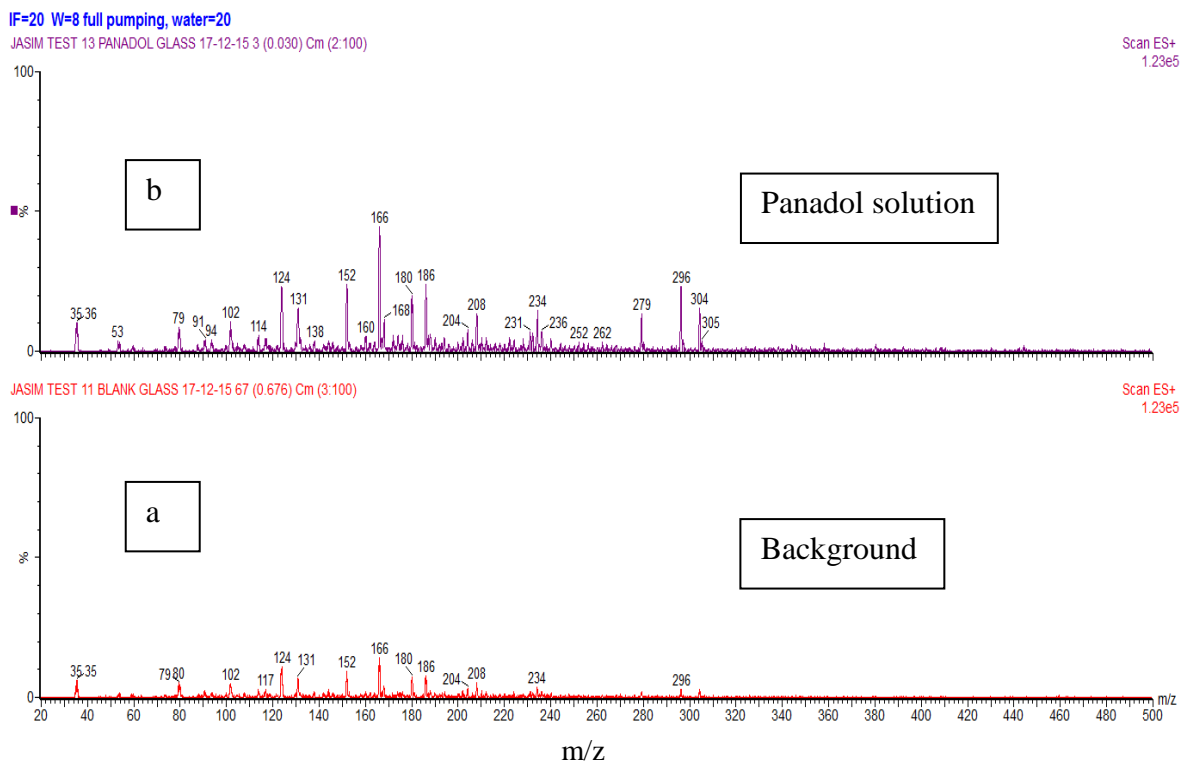 IF=20 W=8 full pumping, water=20
JASIM TEST 13 PANADOL GLASS 17-12-15 3 (0.030) Cm (2:100)
Scan ES+
1.23e5
100
%
0
b
Panadol solution
35 36 53 79 91 94 102 114 124 131 138 152 160 166 168 180 186 204 208 231 234 236 252 262 279 296 304 305
JASIM TEST 11 BLANK GLASS 17-12-15 67 (0.676) Cm (3:100)
Scan ES+
1.23e5
100
%
0
a
Background
35 35 79 80 102 117 124 131 152 166 180 186 204 208 234 296
m/z
20 40 60 80 100 120 140 160 180 200 220 240 260 280 300 320 340 360 380 400 420 440 460 480 500
m/z